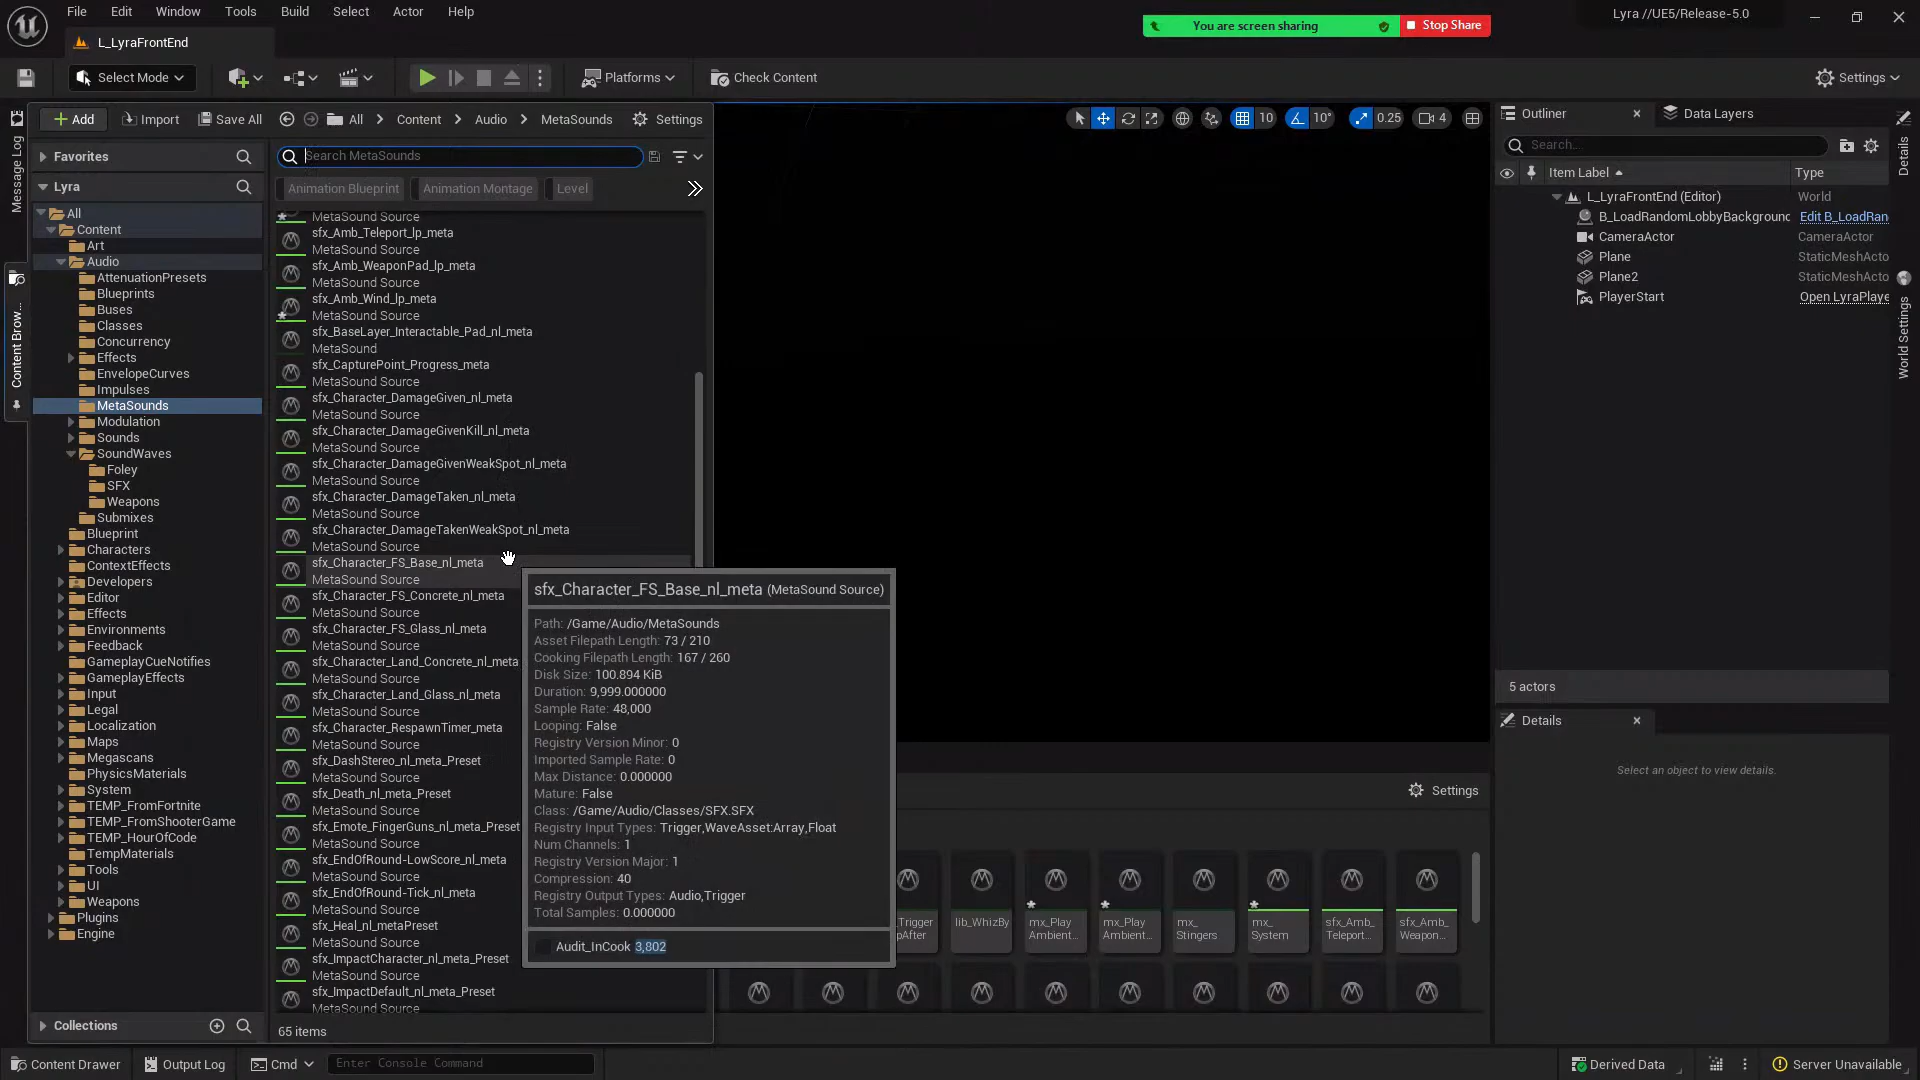 File Edit Window Tools Build Select Actor Help
You are screen sharing
Stop Share
Lyra //UE5/Release-5.0
L_LyraFrontEnd
Select Mode
Platforms
Check Content
Settings
Message Log
Content Brow...
Add
Import
Save All
All > Content > Audio > MetaSounds
Settings
Favorites
Lyra
All
Content
Art
Audio
AttenuationPresets
Blueprints
Buses
Classes
Concurrency
Effects
EnvelopeCurves
Impulses
MetaSounds
Modulation
Sounds
SoundWaves
Foley
SFX
Weapons
Submixes
Blueprint
Characters
ContextEffects
Developers
Editor
Effects
Environments
Feedback
GameplayCueNotifies
GameplayEffects
Input
Legal
Localization
Maps
Megascans
PhysicsMaterials
System
TEMP_FromFortnite
TEMP_FromShooterGame
TEMP_HourOfCode
TempMaterials
Tools
UI
Weapons
Plugins
Engine
Collections
Search MetaSounds
Animation Blueprint
Animation Montage
Level
MetaSound Source
sfx_Amb_Teleport_lp_meta
MetaSound Source
sfx_Amb_WeaponPad_lp_meta
MetaSound Source
sfx_Amb_Wind_lp_meta
MetaSound Source
sfx_BaseLayer_Interactable_Pad_nl_meta
MetaSound
sfx_CapturePoint_Progress_meta
MetaSound Source
sfx_Character_DamageGiven_nl_meta
MetaSound Source
sfx_Character_DamageGivenKill_nl_meta
MetaSound Source
sfx_Character_DamageGivenWeakSpot_nl_meta
MetaSound Source
sfx_Character_DamageTaken_nl_meta
MetaSound Source
sfx_Character_DamageTakenWeakSpot_nl_meta
MetaSound Source
sfx_Character_FS_Base_nl_meta
MetaSound Source
sfx_Character_FS_Concrete_nl_meta
MetaSound Source
sfx_Character_FS_Glass_nl_meta
MetaSound Source
sfx_Character_Land_Concrete_nl_meta
MetaSound Source
sfx_Character_Land_Glass_nl_meta
MetaSound Source
sfx_Character_RespawnTimer_meta
MetaSound Source
sfx_DashStereo_nl_meta_Preset
MetaSound Source
sfx_Death_nl_meta_Preset
MetaSound Source
sfx_Emote_FingerGuns_nl_meta_Preset
MetaSound Source
sfx_EndOfRound-LowScore_nl_meta
MetaSound Source
sfx_EndOfRound-Tick_nl_meta
MetaSound Source
sfx_Heal_nl_metaPreset
MetaSound Source
sfx_ImpactCharacter_nl_meta_Preset
MetaSound Source
sfx_ImpactDefault_nl_meta_Preset
MetaSound Source
65 items
sfx_Character_FS_Base_nl_meta (MetaSound Source)
Path: /Game/Audio/MetaSounds
Asset Filepath Length: 73 / 210
Cooking Filepath Length: 167 / 260
Disk Size: 100.894 KiB
Duration: 9,999.000000
Sample Rate: 48,000
Looping: False
Registry Version Minor: 0
Imported Sample Rate: 0
Max Distance: 0.000000
Mature: False
Class: /Game/Audio/Classes/SFX.SFX
Registry Input Types: Trigger,WaveAsset:Array,Float
Num Channels: 1
Registry Version Major: 1
Compression: 40
Registry Output Types: Audio,Trigger
Total Samples: 0.000000
Audit_InCook 3,802
10
10°
0.25
4
Settings
_Trigger
pAfter
lib_WhizBy
mx_Play
Ambient...
mx_Play
Ambient...
mx_
Stingers
mx_
System
sfx_Amb_
Teleport...
sfx_Amb_
Weapon...
Outliner
Data Layers
Search...
Item Label
Type
L_LyraFrontEnd (Editor)
World
B_LoadRandomLobbyBackground
Edit B_LoadRan
CameraActor
CameraActor
Plane
StaticMeshActo
Plane2
StaticMeshActo
PlayerStart
Open LyraPlaye
5 actors
Details
Select an object to view details.
Details
World Settings
Content Drawer
Output Log
Cmd
Enter Console Command
Derived Data
Server Unavailable